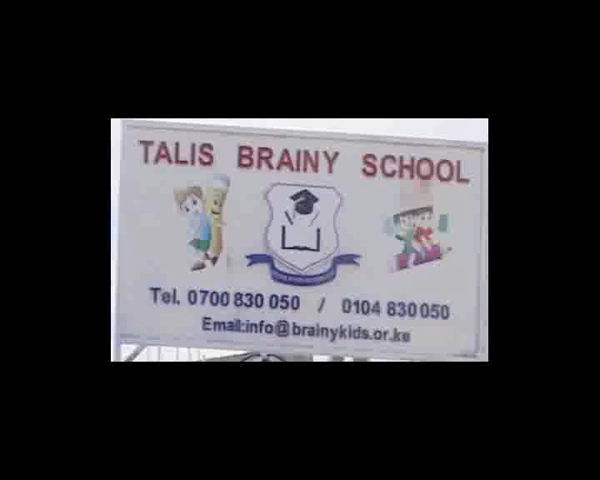 TALIS BRAINY SCHOOL
Tel. 0700 830 050 / 0104 830 050
Email:info@brainykids.or.ke